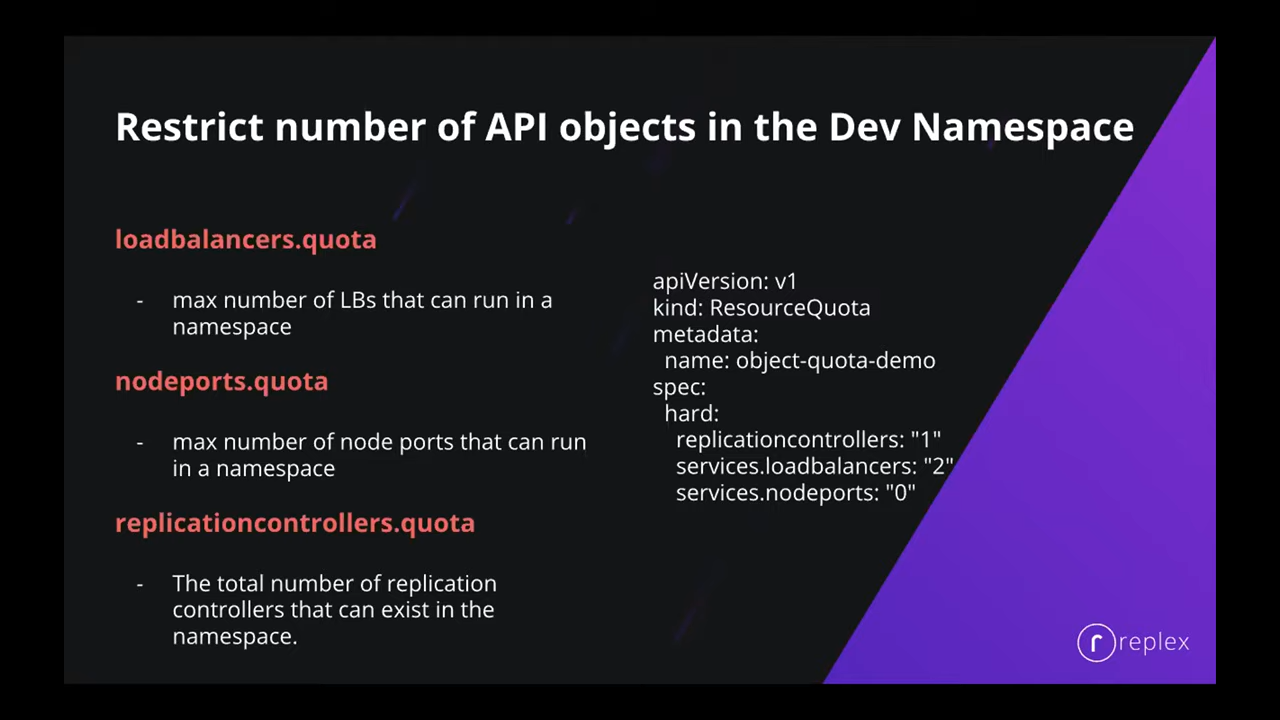 Restrict number of API objects in the Dev Namespace
loadbalancers.quota
- max number of LBs that can run in a
namespace
nodeports.quota
- max number of node ports that can run
in a namespace
replicationcontrollers.quota
- The total number of replication
controllers that can exist in the
namespace.
apiVersion: v1
kind: ResourceQuota
metadata:
  name: object-quota-demo
spec:
  hard:
    replicationcontrollers: "1"
    services.loadbalancers: "2"
    services.nodeports: "0"
r replex